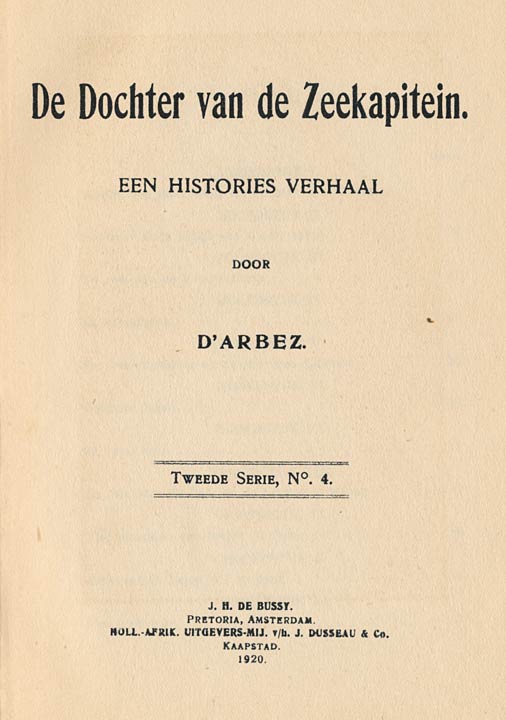 De Dochter van de Zeekapitein.
EEN HISTORIES VERHAAL
DOOR
D'ARBEZ.
TWEEDE SERIE, No. 4.
J. H. DE BUSSY.
PRETORIA, AMSTERDAM.
HOLL.-AFRIK. UITGEVERS-MIJ. v/h. J. DUSSEAU & Co.
KAAPSTAD.
1920.